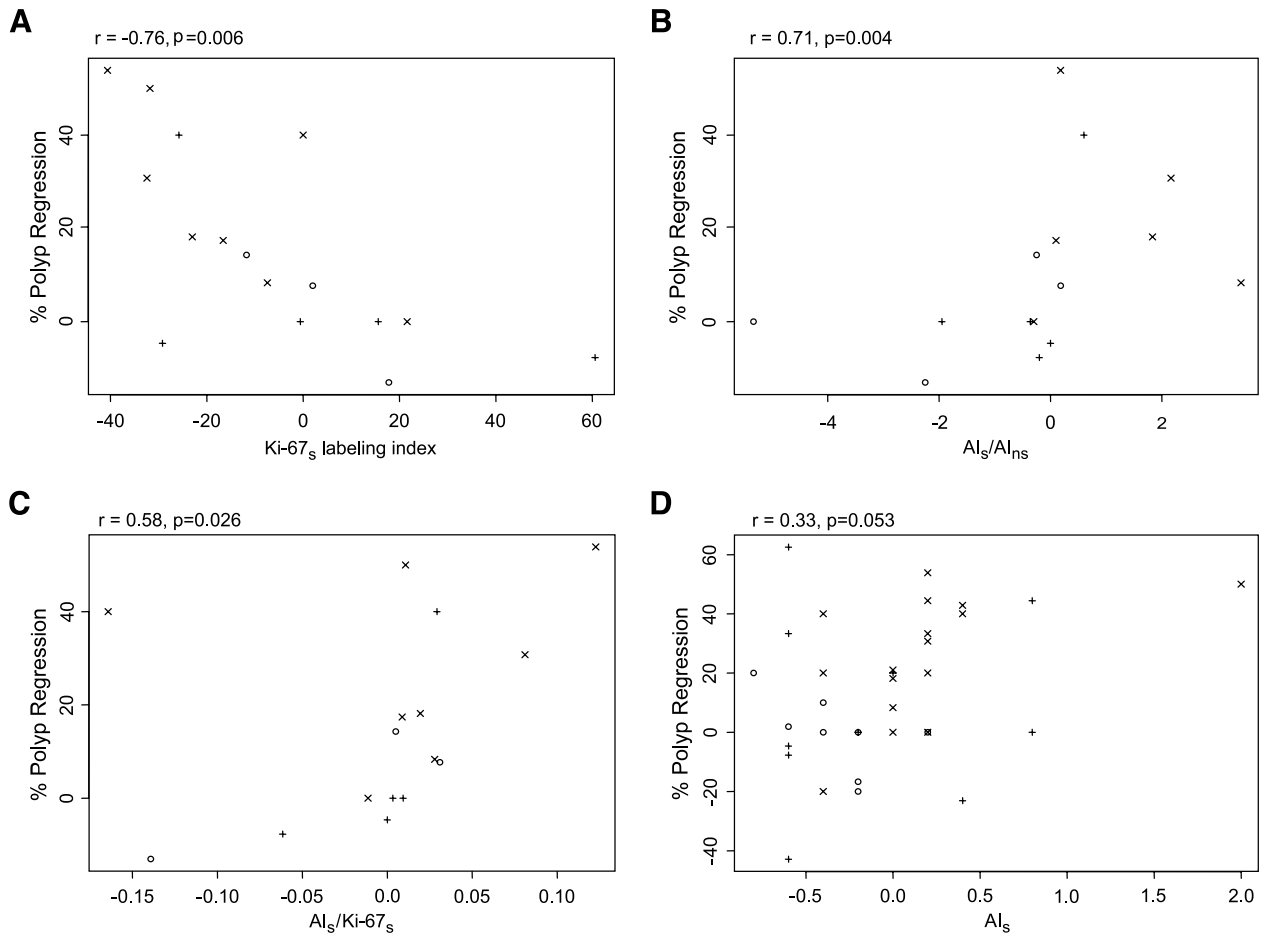 A
r = -0.76, p=0.006
% Polyp Regression
40
20
0
-40 -20 0 20 40 60
Ki-67s labeling index
B
r = 0.71, p=0.004
% Polyp Regression
40
20
0
-4 -2 0 2
AIs/AIns
C
r = 0.58, p=0.026
% Polyp Regression
40
20
0
-0.15 -0.10 -0.05 0.0 0.05 0.10
AIs/Ki-67s
D
r = 0.33, p=0.053
% Polyp Regression
60
40
20
0
-20
-40
-0.5 0.0 0.5 1.0 1.5 2.0
AIs